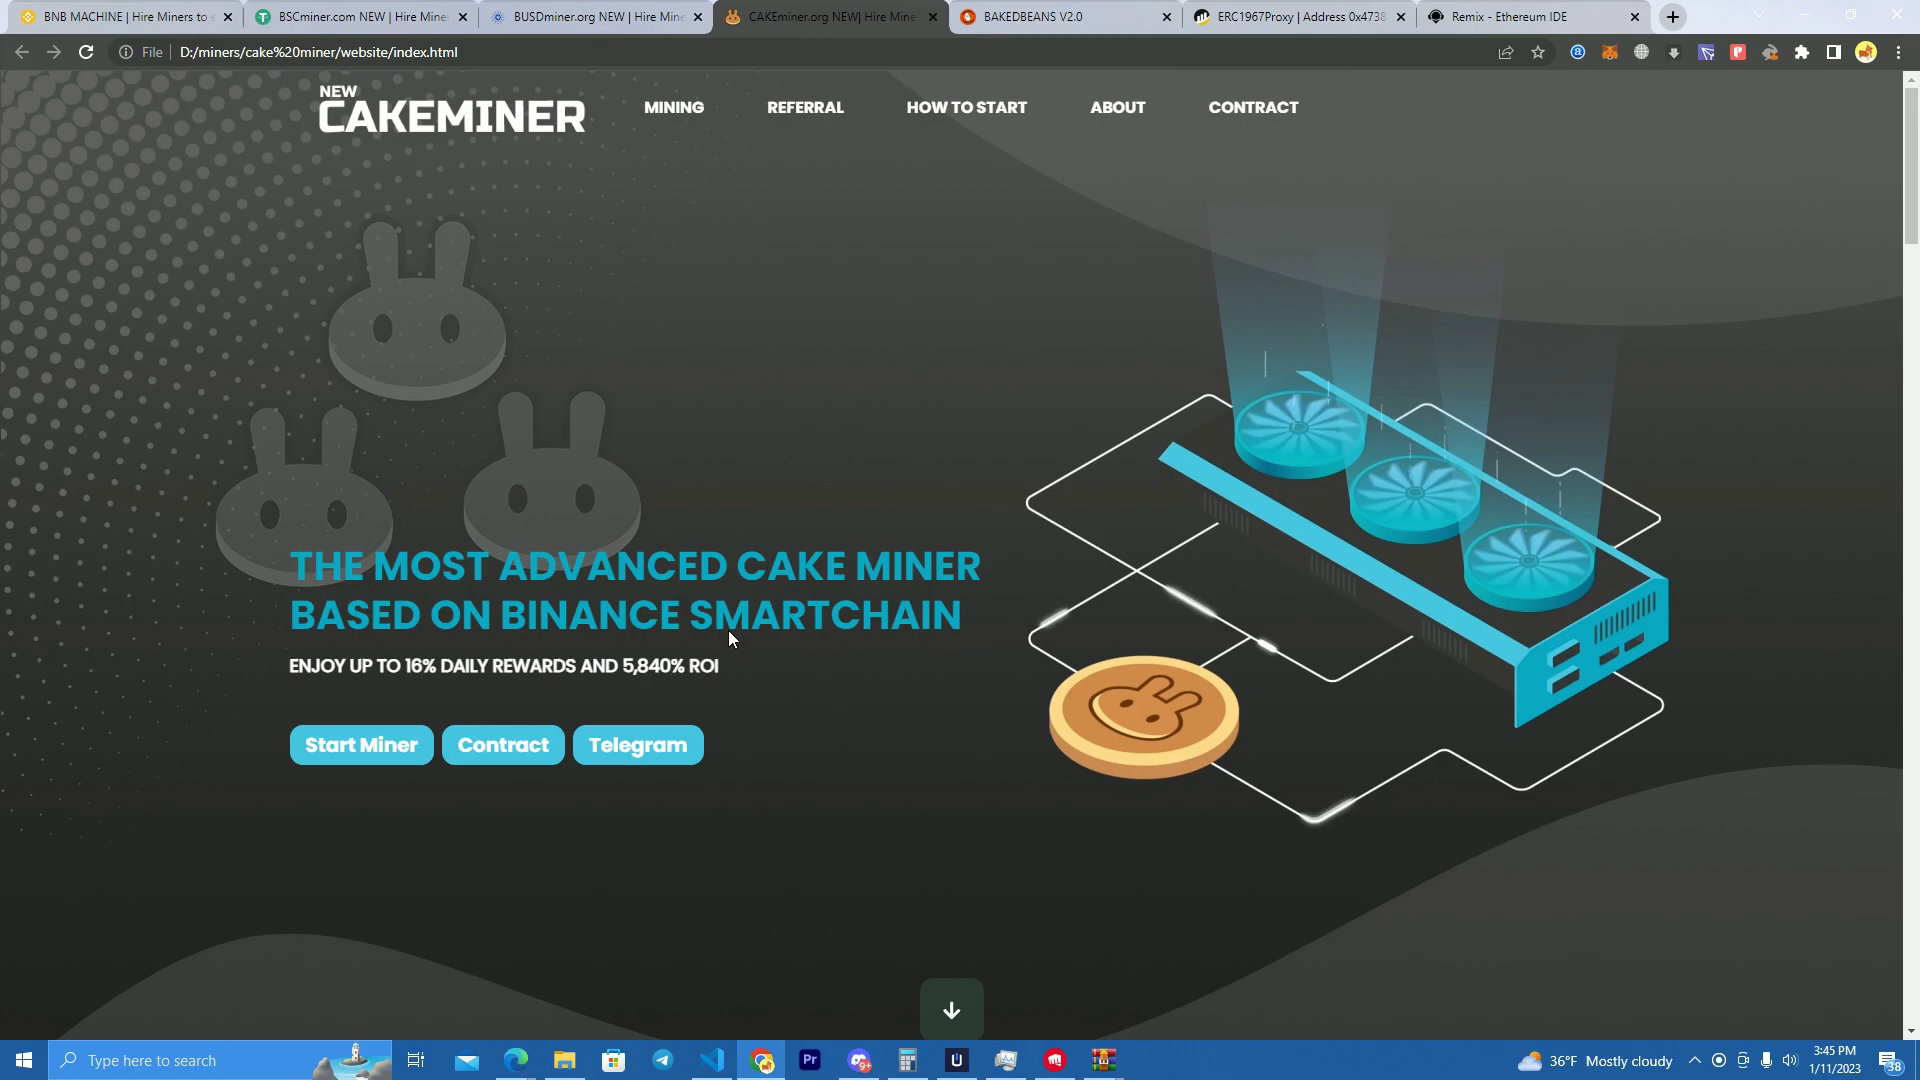 BNB MACHINE | Hire Miners to e
BSCminer.com NEW | Hire Miner
BUSDminer.org NEW | Hire Mine
CAKEminer.org NEW| Hire Mine
BAKEDBEANS V2.0
ERC1967Proxy | Address 0x4738
Remix - Ethereum IDE
File
D:/miners/cake%20miner/website/index.html
NEW
CAKEMINER
MINING
REFERRAL
HOW TO START
ABOUT
CONTRACT
THE MOST ADVANCED CAKE MINER
BASED ON BINANCE SMARTCHAIN
ENJOY UP TO 16% DAILY REWARDS AND 5,840% ROI
Start Miner
Contract
Telegram
Type here to search
Pr
9+
36°F Mostly cloudy
3:45 PM
1/11/2023
38